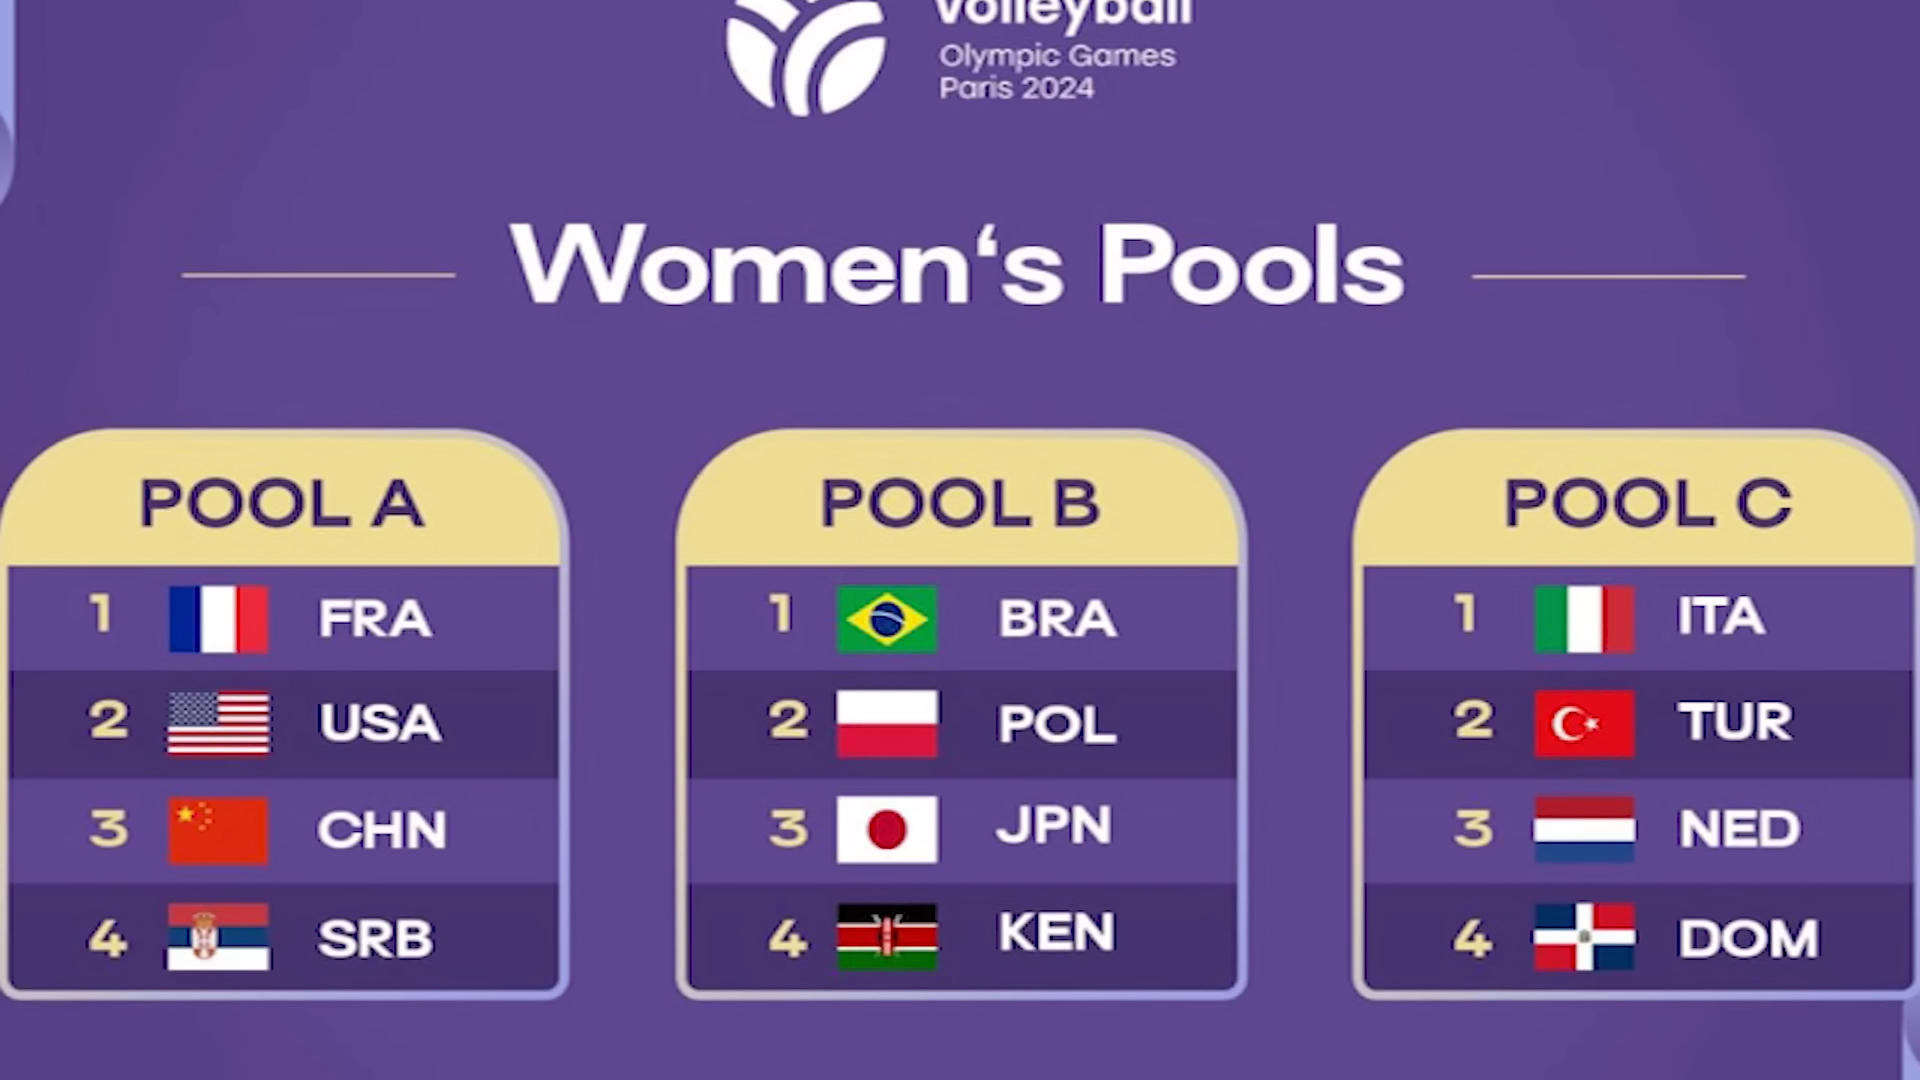 Volleyball
Olympic Games
Paris 2024
Women‘s Pools
POOL A
1 FRA
2 USA
3 CHN
4 SRB
POOL B
1 BRA
2 POL
3 JPN
4 KEN
POOL C
1 ITA
2 TUR
3 NED
4 DOM